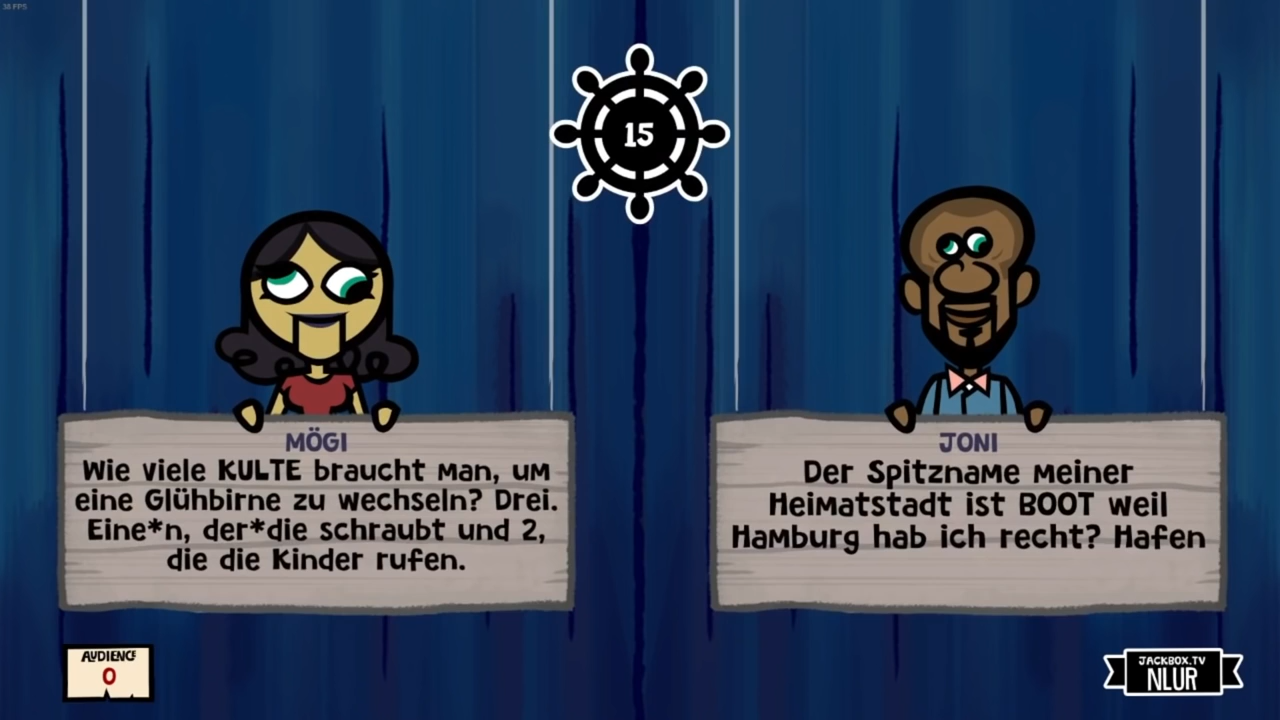 38 FPS
15
MÖGI
Wie viele KULTE braucht man, um
eine Glühbirne zu wechseln? Drei.
Eine*n, der*die schraubt und 2,
die die Kinder rufen.
JONI
Der Spitzname meiner
Heimatstadt ist BOOT weil
Hamburg hab ich recht? Hafen
AUDIENCE
0
JACKBOX.TV
NLUR